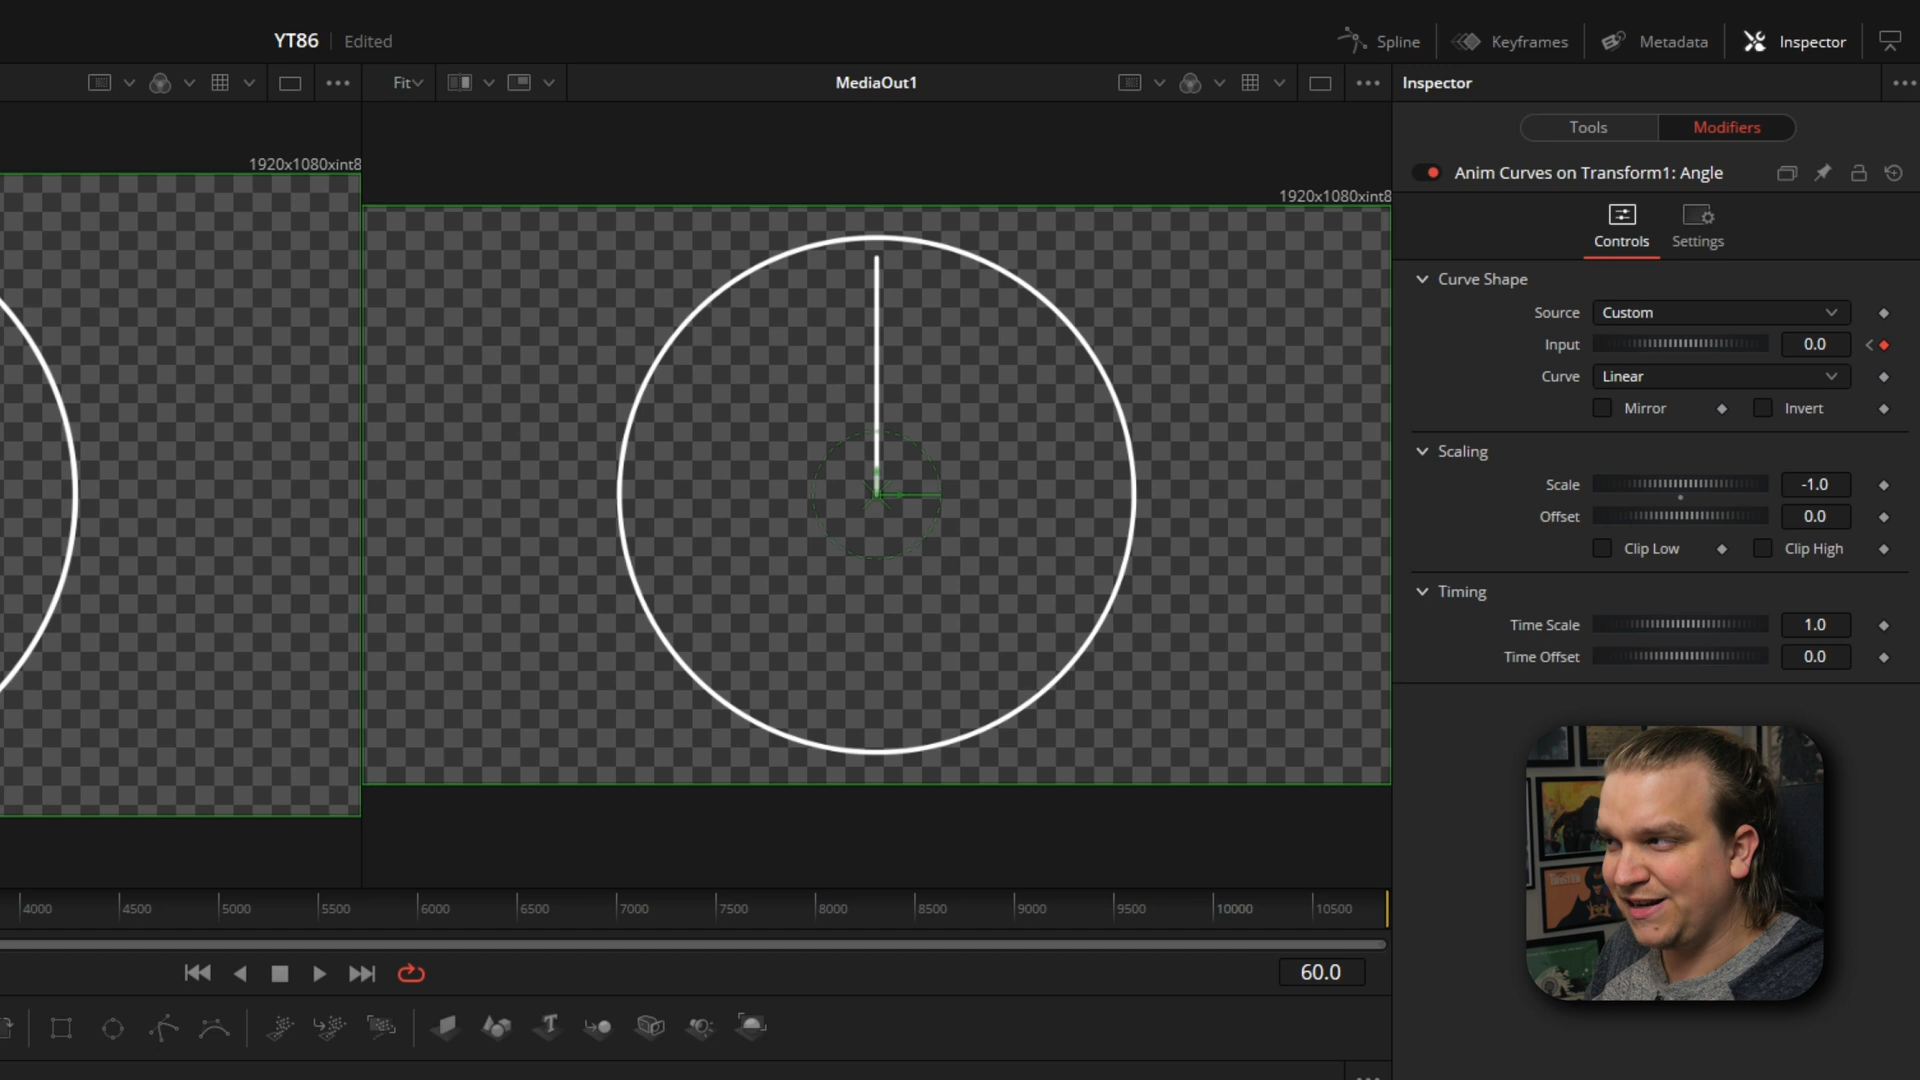 YT86 Edited Spline Keyframes Metadata Inspector
Fit MediaOut1 Inspector
Tools Modifiers
Anim Curves on Transform1: Angle
1920x1080xint8
1920x1080xint8
Controls Settings
Curve Shape
Source Custom
Input 0.0
Curve Linear
Mirror Invert
Scaling
Scale -1.0
Offset 0.0
Clip Low Clip High
Timing
Time Scale 1.0
Time Offset 0.0
4000 4500 5000 5500 6000 6500 7000 7500 8000 8500 9000 9500 10000 10500
60.0